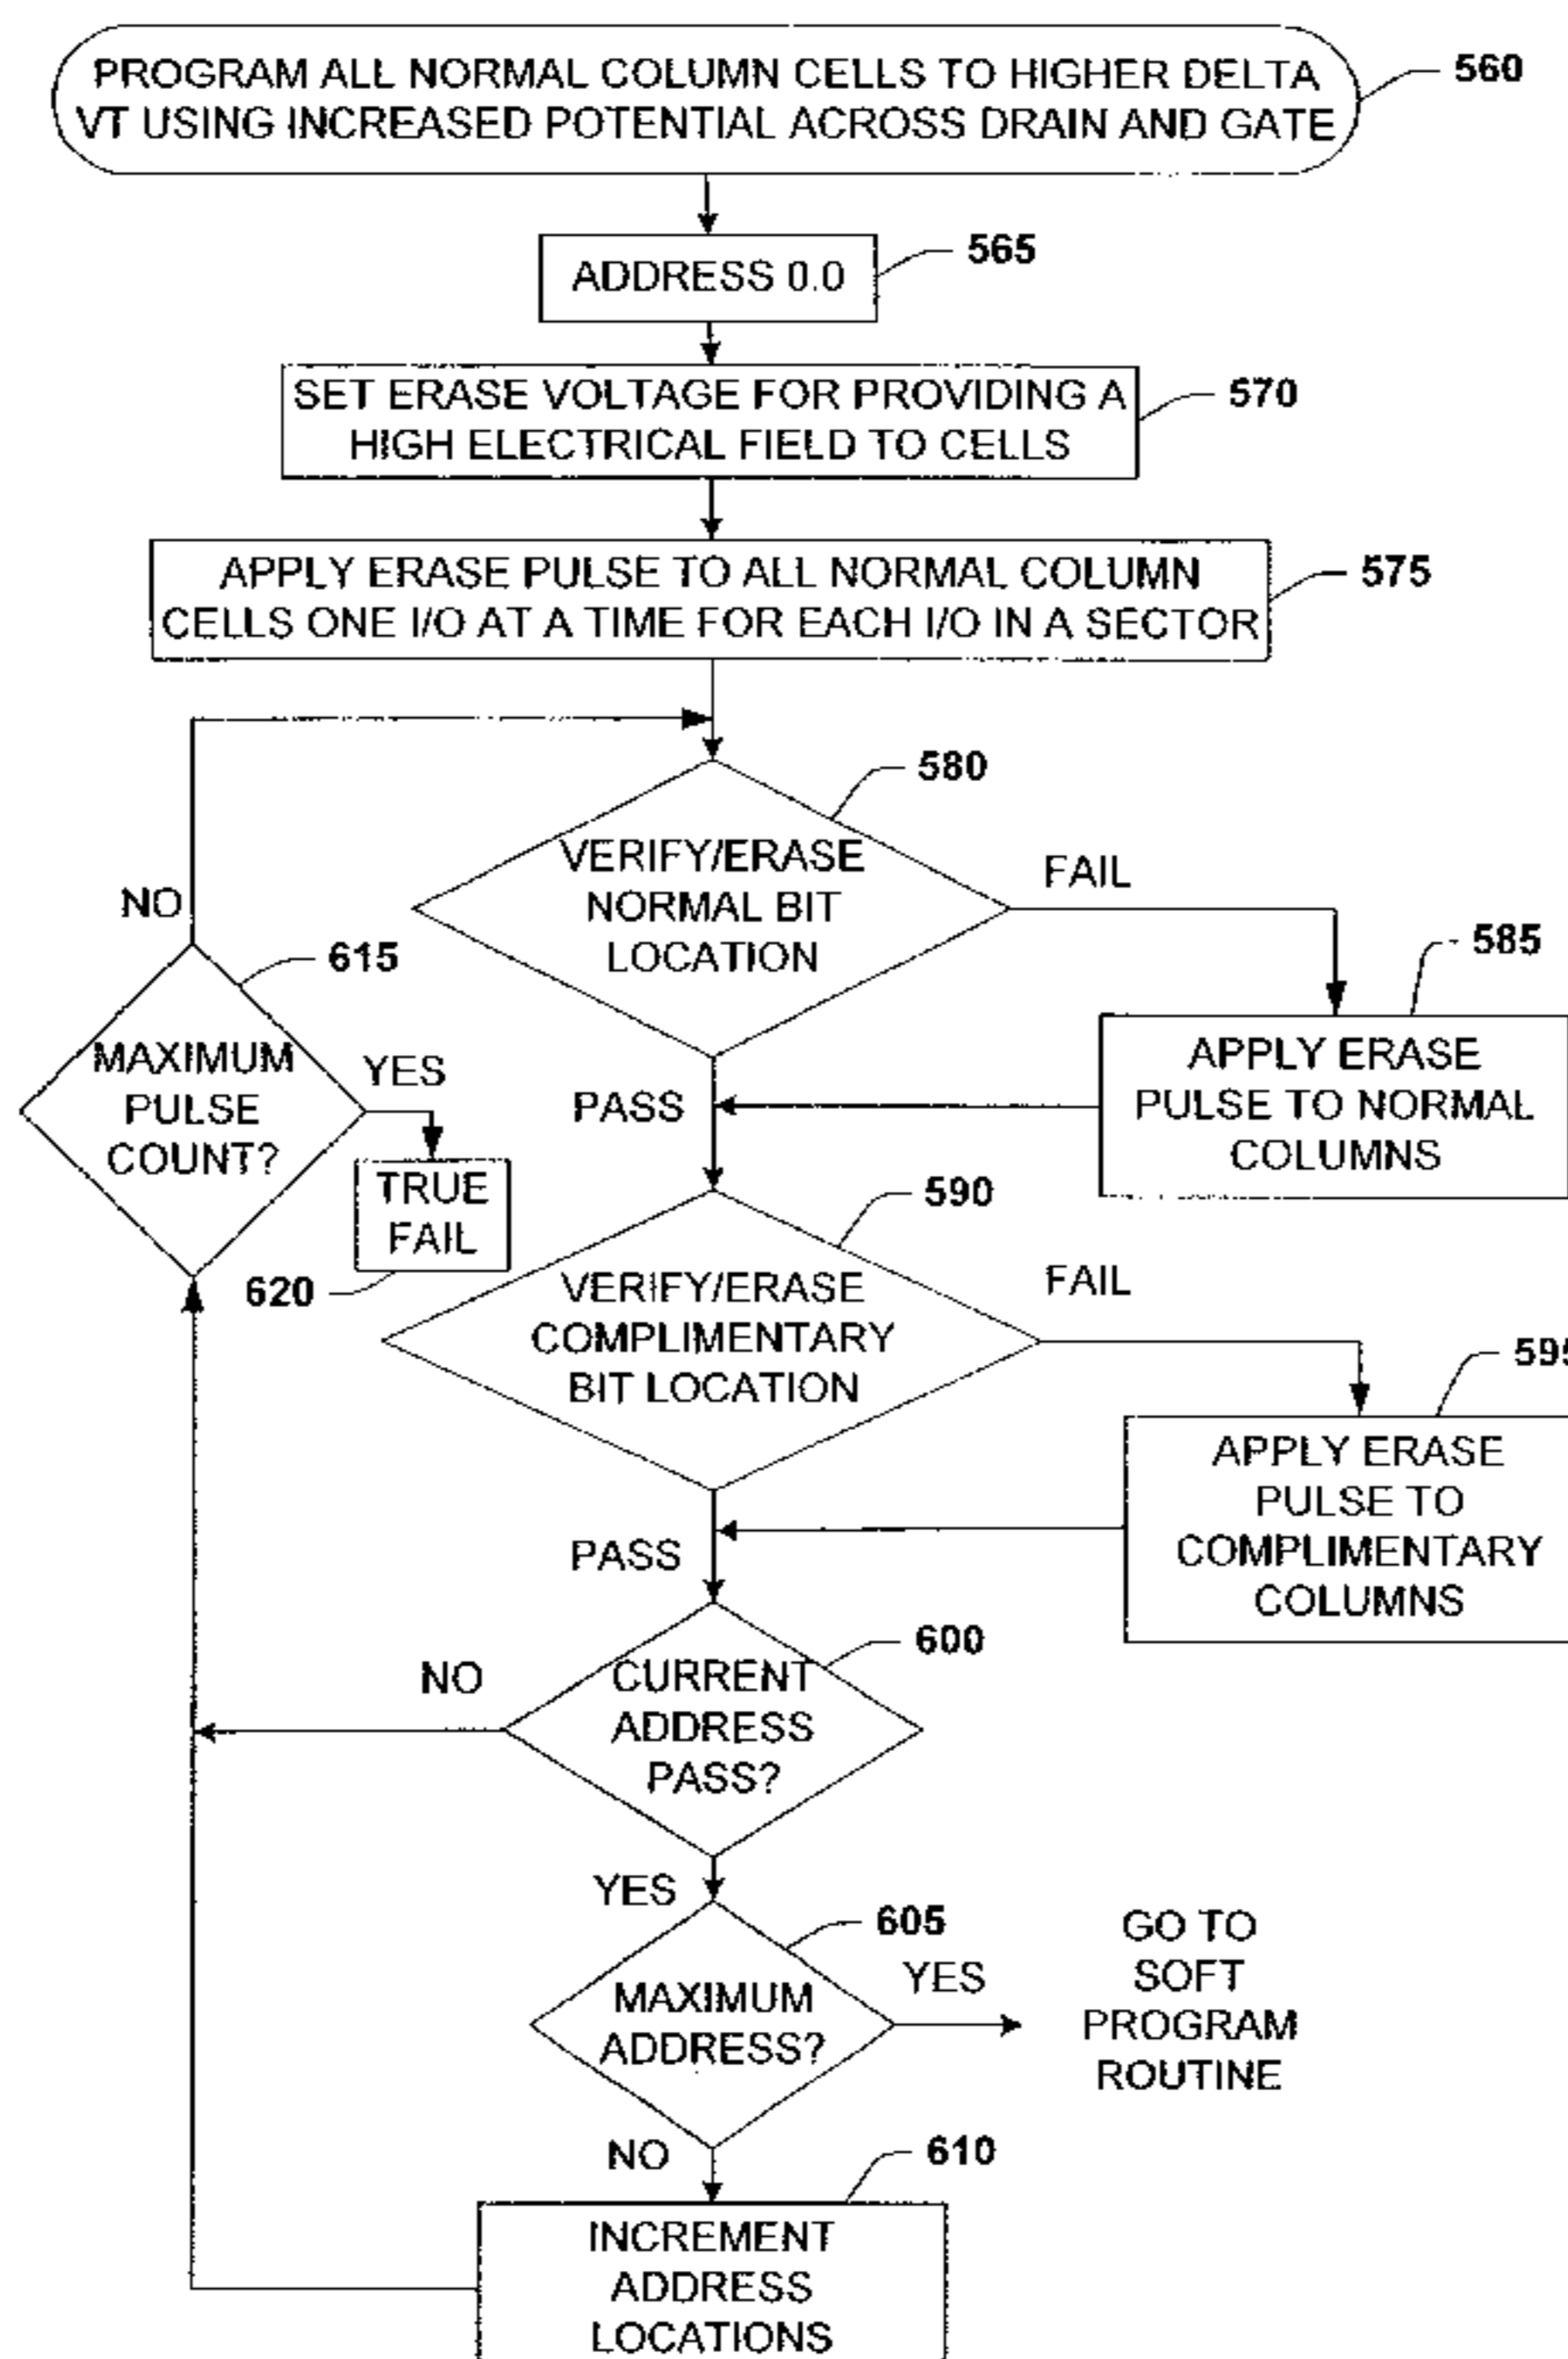 PROGRAM ALL NORMAL COLUMN CELLS TO HIGHER DELTA
VT USING INCREASED POTENTIAL ACROSS DRAIN AND GATE
560
ADDRESS 0.0
565
SET ERASE VOLTAGE FOR PROVIDING A
HIGH ELECTRICAL FIELD TO CELLS
570
APPLY ERASE PULSE TO ALL NORMAL COLUMN
CELLS ONE I/O AT A TIME FOR EACH I/O IN A SECTOR
575
580
VERIFY/ERASE
NORMAL BIT
LOCATION
FAIL
585
APPLY ERASE
PULSE TO NORMAL
COLUMNS
NO
615
MAXIMUM
PULSE
COUNT?
YES
TRUE
FAIL
620
PASS
590
VERIFY/ERASE
COMPLIMENTARY
BIT LOCATION
FAIL
595
APPLY ERASE
PULSE TO
COMPLIMENTARY
COLUMNS
PASS
600
CURRENT
ADDRESS
PASS?
NO
YES
605
MAXIMUM
ADDRESS?
YES
GO TO
SOFT
PROGRAM
ROUTINE
NO
610
INCREMENT
ADDRESS
LOCATIONS